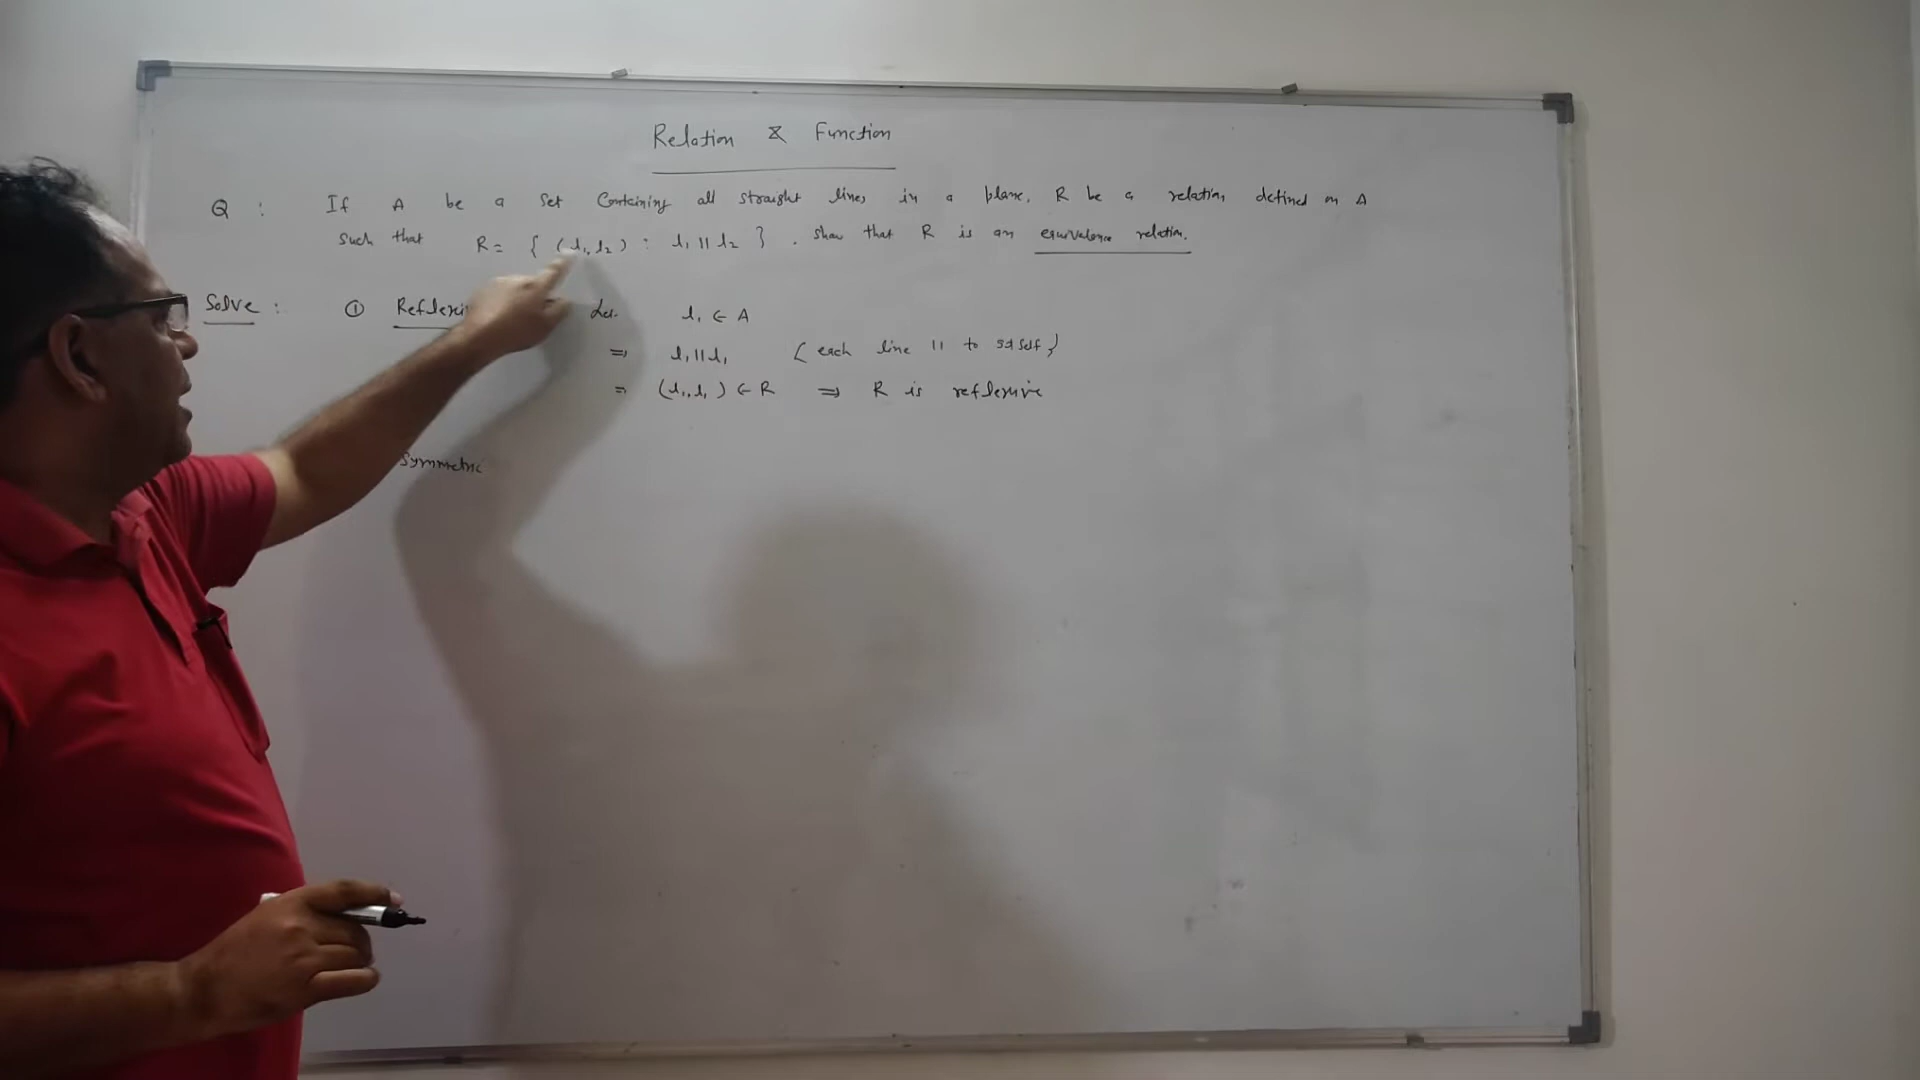 Relation & Function
Q : If A be a set Containing all straight lines in a plane, R be a relation defined on A
such that R = { (l₁, l₂) : l₁ || l₂ } . show that R is an equivalence relation.
Solve : ① Reflexi Let l₁ ∈ A
⇒ l₁ || l₁ { each line || to itself }
⇒ (l₁, l₁) ∈ R ⇒ R is reflexive
Symmetric